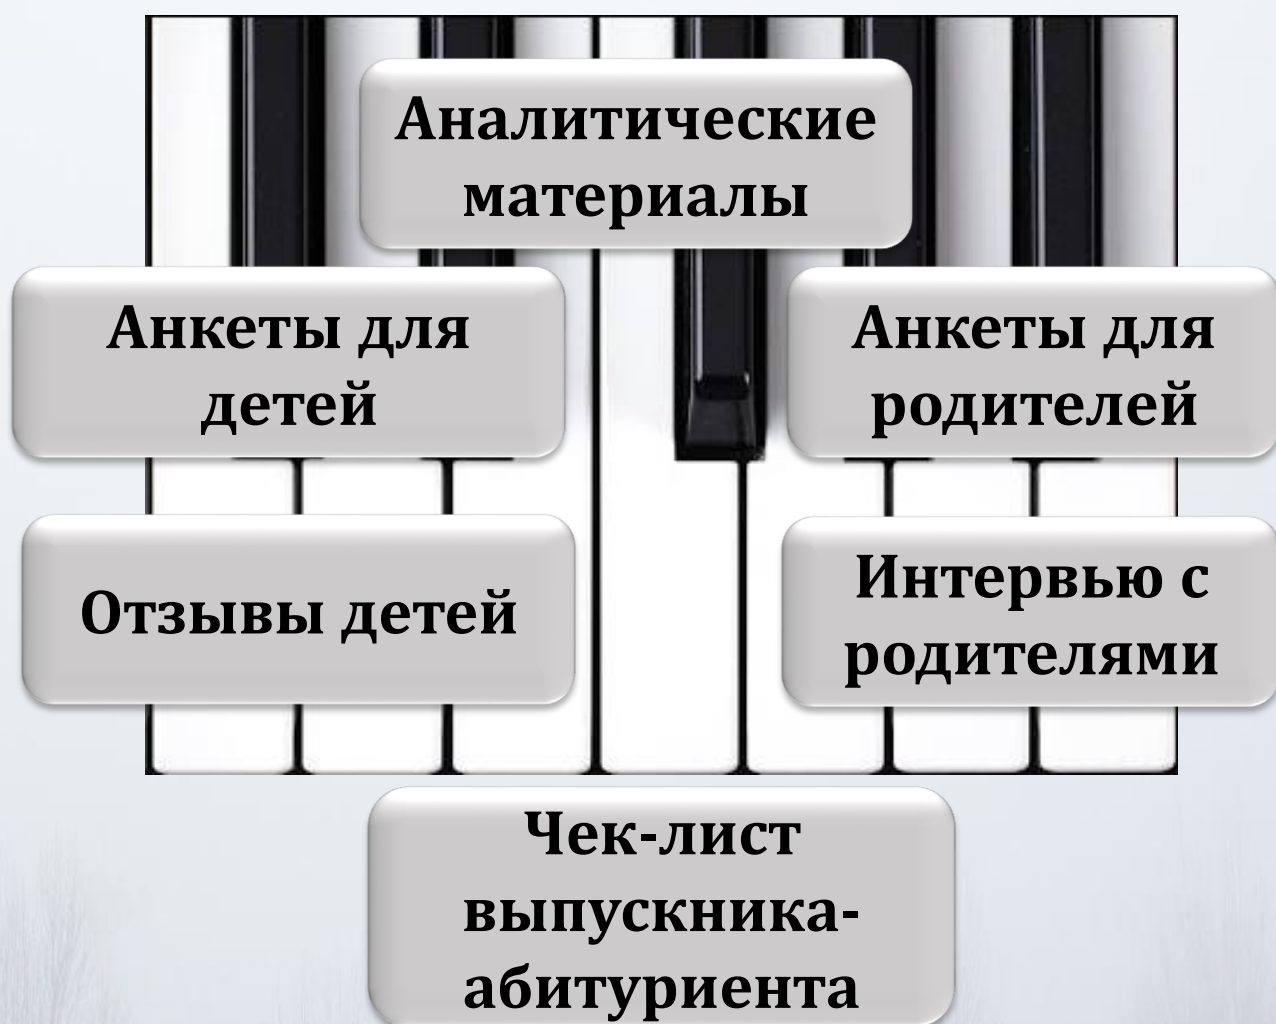 Аналитические
материалы
Анкеты для
детей
Анкеты для
родителей
Отзывы детей
Интервью с
родителями
Чек-лист
выпускника-
абитуриента